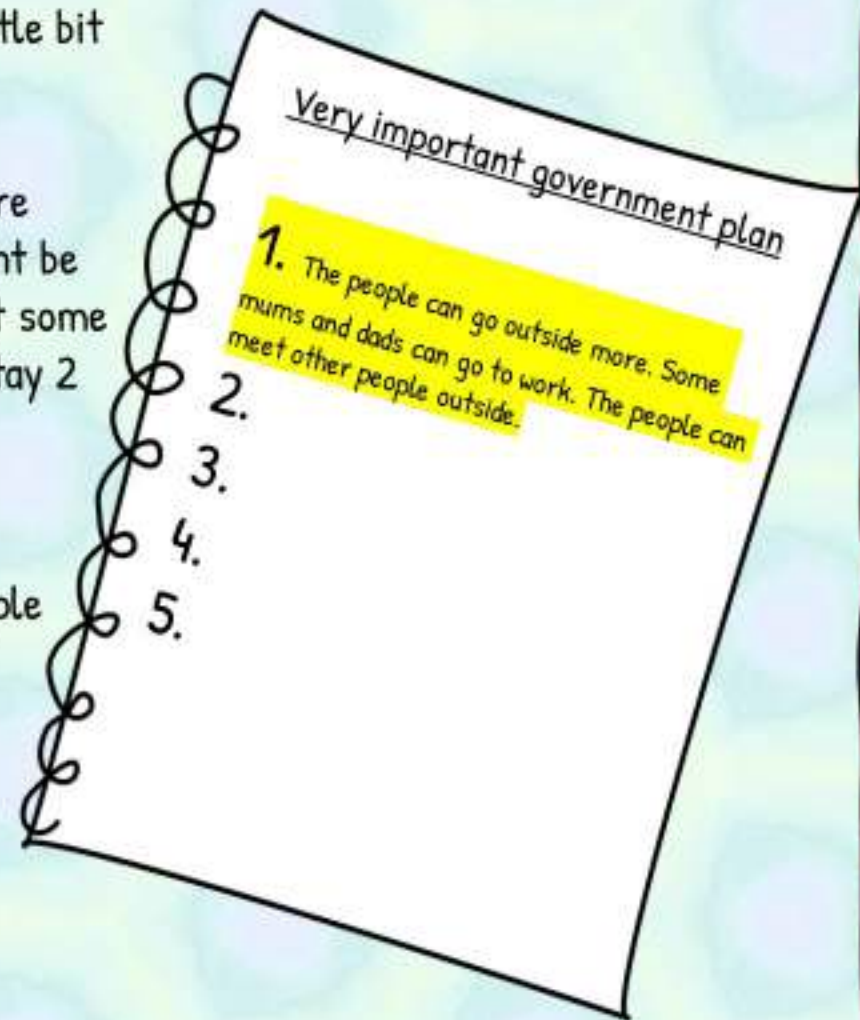 tle bit
re
nt be
t some
tay 2
ple
Very important government plan
1. The people can go outside more. Some
mums and dads can go to work. The people can
meet other people outside.
2.
3.
4.
5.